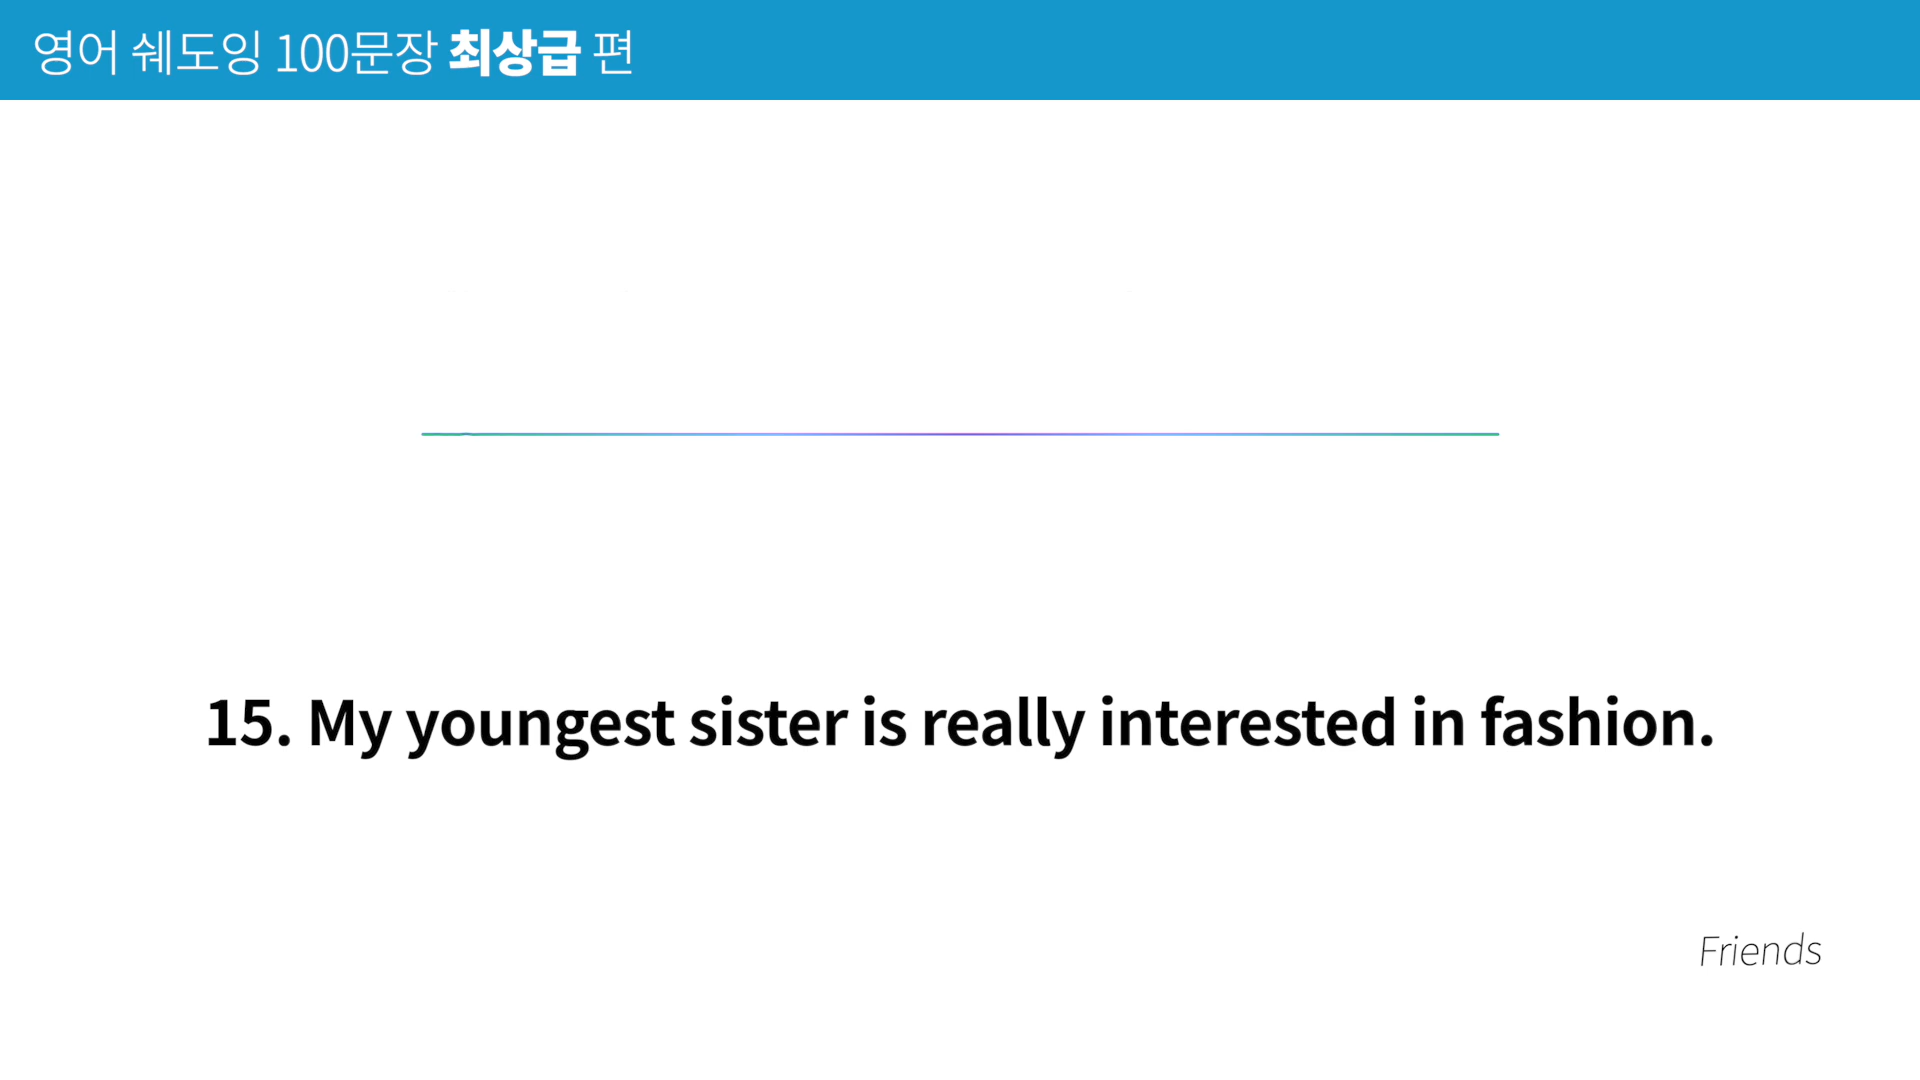 영어 쉐도잉 100문장 최상급 편
15. My youngest sister is really interested in fashion.
Friends